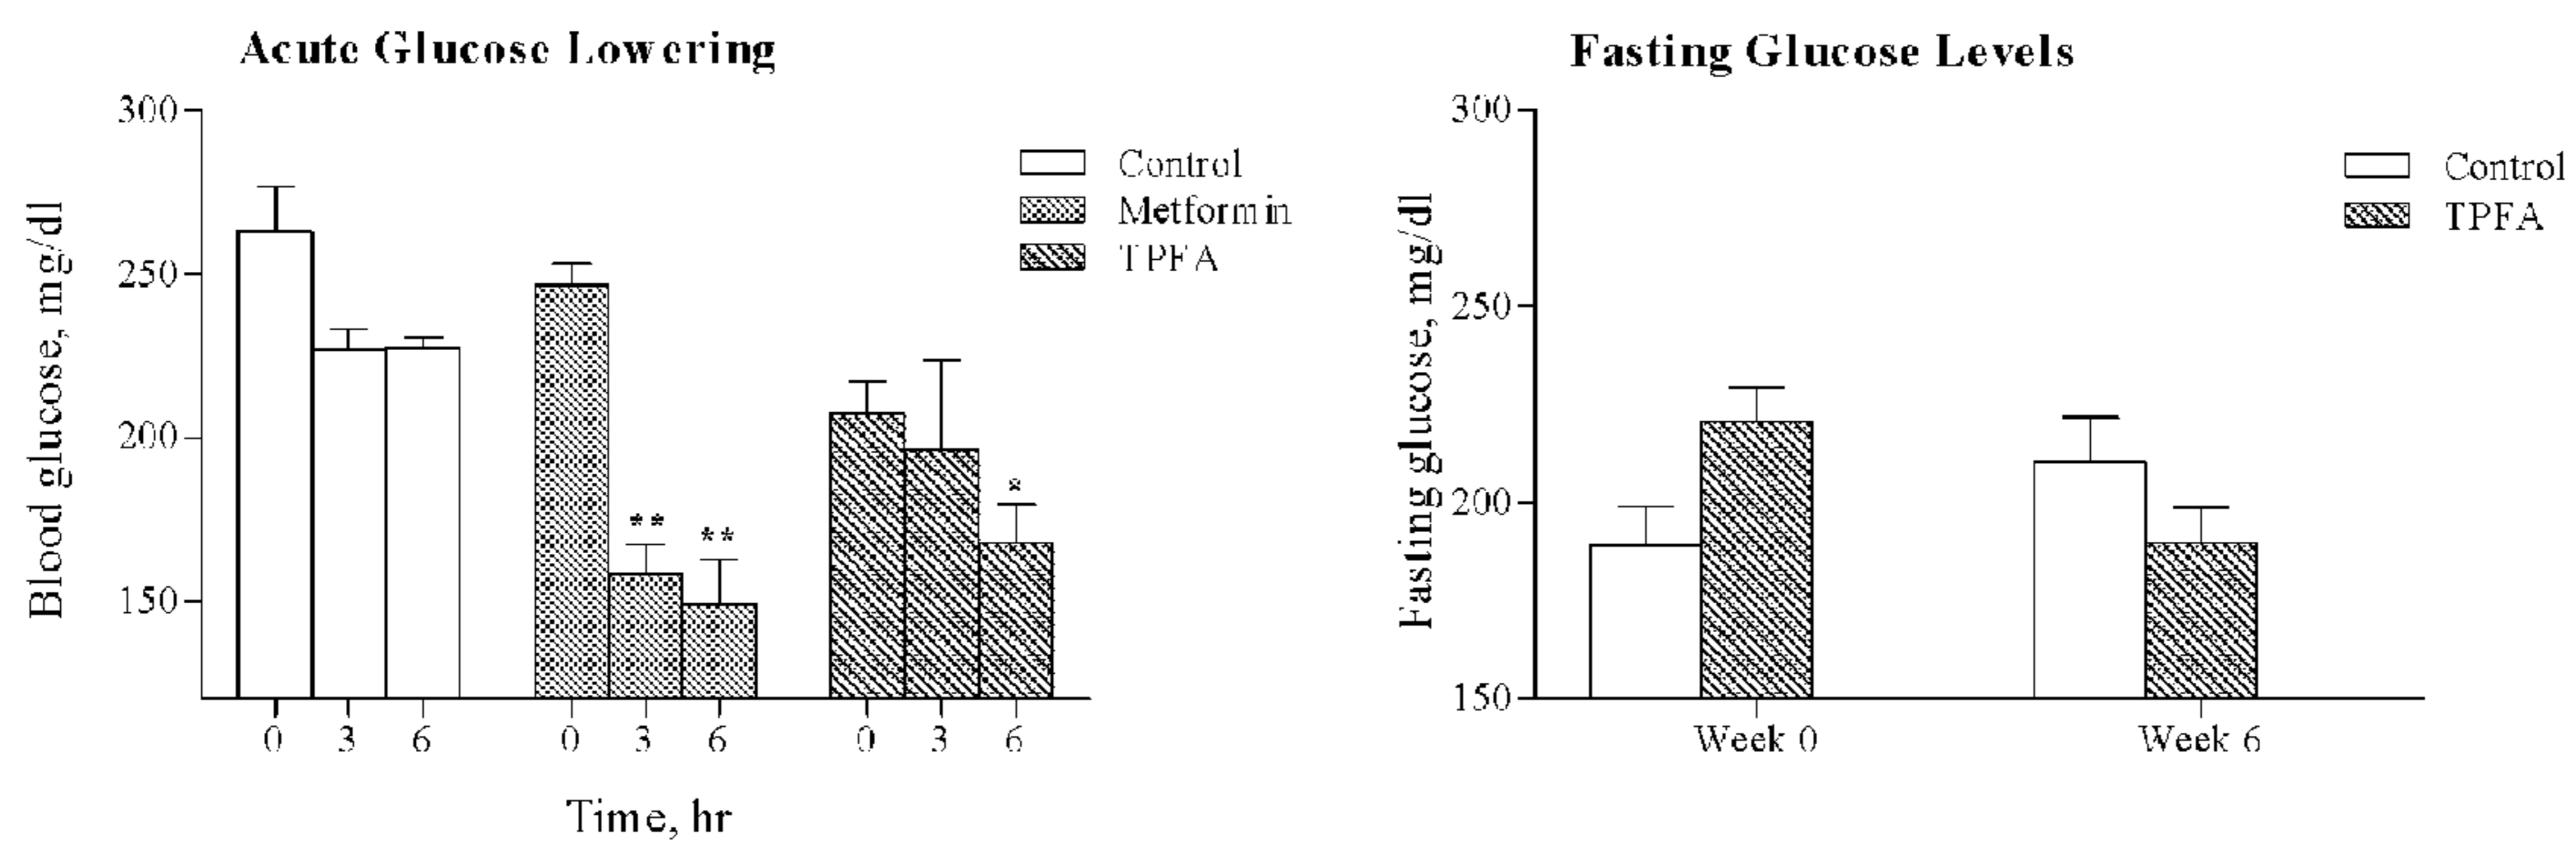 Acute Glucose Lowering
300
250
200
150
Blood glucose, mg/dl
Control
Metformin
TPFA
**
**
*
0 3 6 0 3 6 0 3 6
Time, hr
Fasting Glucose Levels
300
250
200
150
Fasting glucose, mg/dl
Control
TPFA
Week 0 Week 6